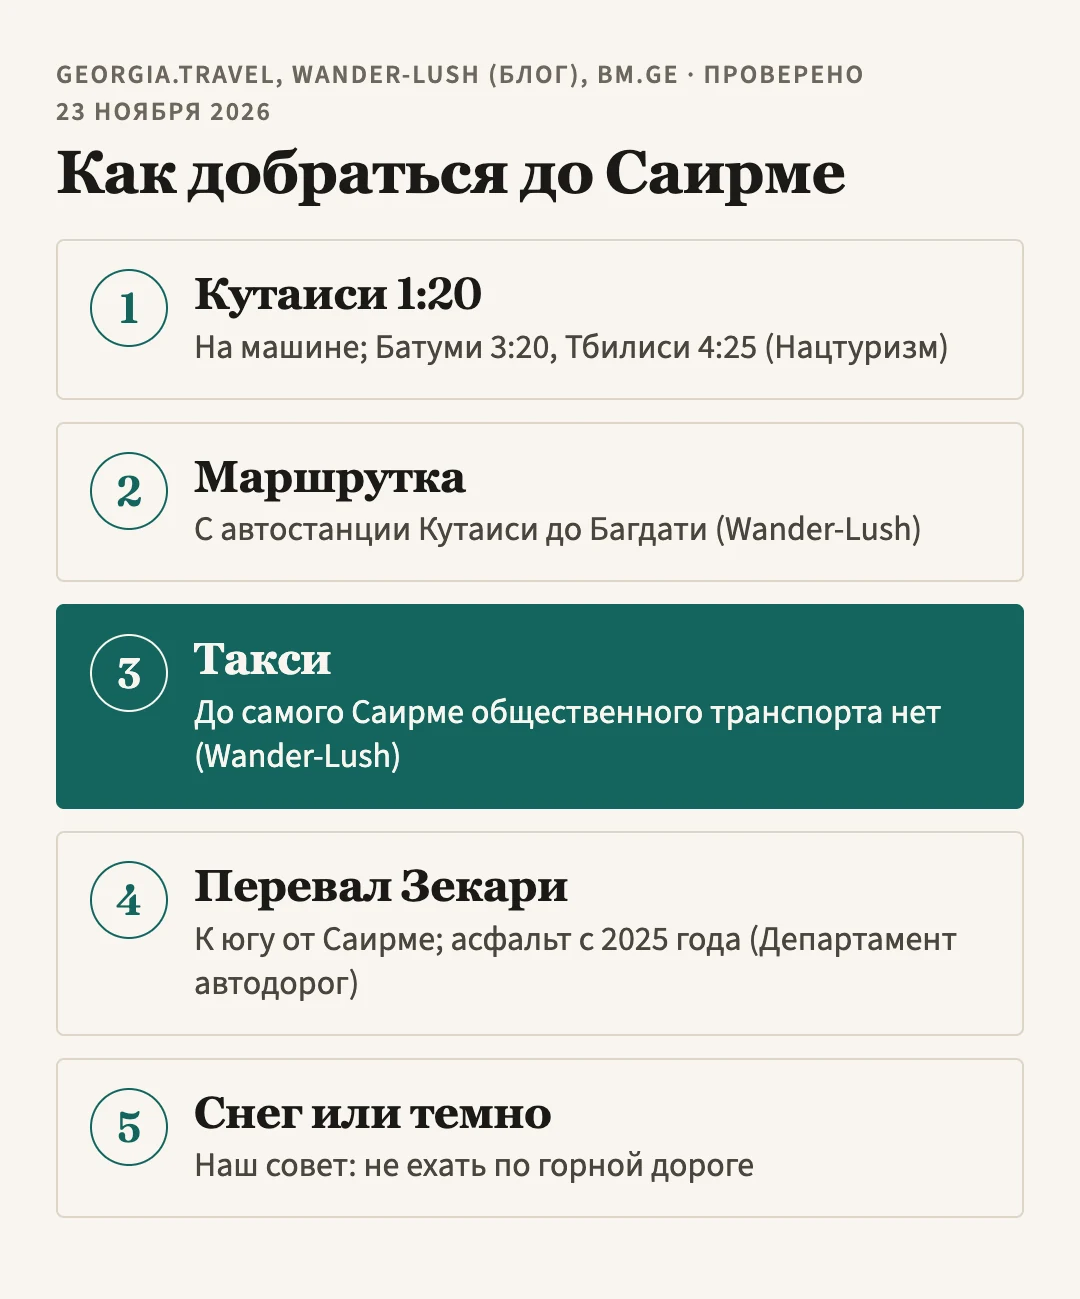 GEORGIA.TRAVEL, WANDER-LUSH (БЛОГ), BM.GE · ПРОВЕРЕНО
23 НОЯБРЯ 2026
Как добраться до Саирме
1
Кутаиси 1:20
На машине; Батуми 3:20, Тбилиси 4:25 (Нацтуризм)
2
Маршрутка
С автостанции Кутаиси до Багдати (Wander-Lush)
3
Такси
До самого Саирме общественного транспорта нет
(Wander-Lush)
4
Перевал Зекари
К югу от Саирме; асфальт с 2025 года (Департамент
автодорог)
5
Снег или темно
Наш совет: не ехать по горной дороге